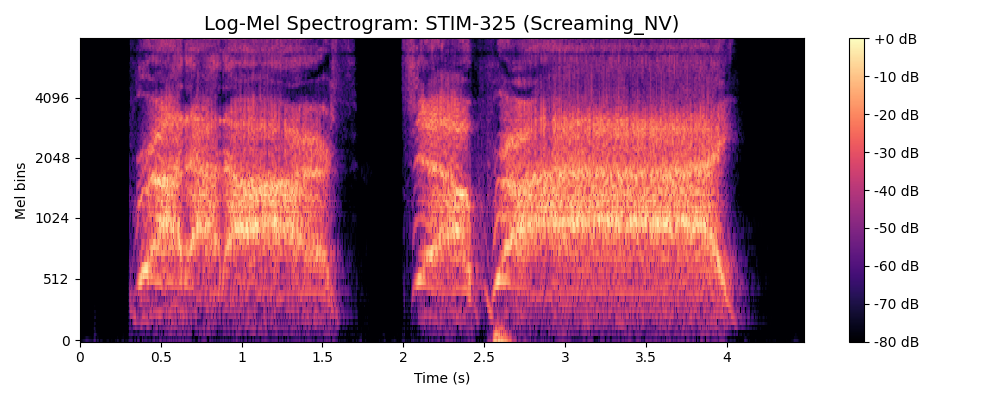 Log-Mel Spectrogram: STIM-325 (Screaming_NV)
+0 dB
-10 dB
-20 dB
-30 dB
-40 dB
-50 dB
-60 dB
-70 dB
-80 dB
Mel bins
4096
2048
1024
512
0
0 0.5 1 1.5 2 2.5 3 3.5 4
Time (s)